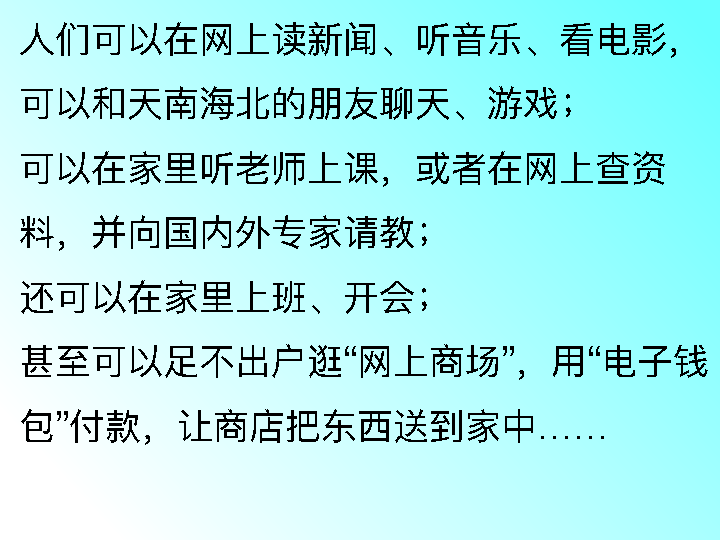 人们可以在网上读新闻、听音乐、看电影，
可以和天南海北的朋友聊天、游戏；
可以在家里听老师上课，或者在网上查资
料，并向国内外专家请教；
还可以在家里上班、开会；
甚至可以足不出户逛“网上商场”，用“电子钱
包”付款，让商店把东西送到家中……